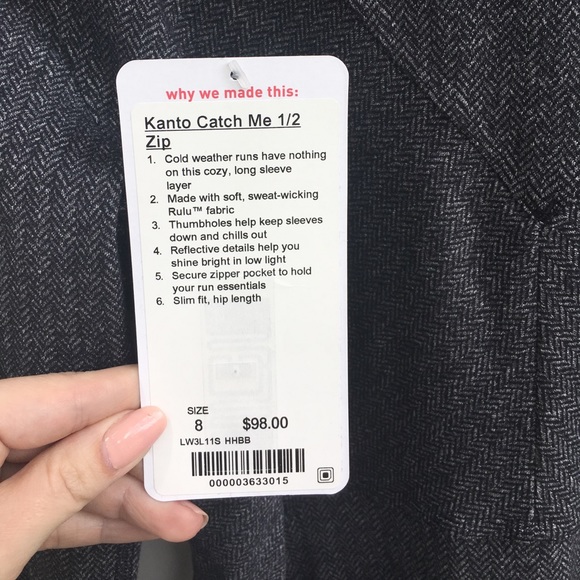 why we made this:
Kanto Catch Me 1/2
Zip
1. Cold weather runs have nothing
on this cozy, long sleeve
layer
2. Made with soft, sweat-wicking
Rulu™ fabric
3. Thumbholes help keep sleeves
down and chills out
4. Reflective details help you
shine bright in low light
5. Secure zipper pocket to hold
your run essentials
6. Slim fit, hip length
SIZE
8 $98.00
LW3L11S HHBB
000003633015